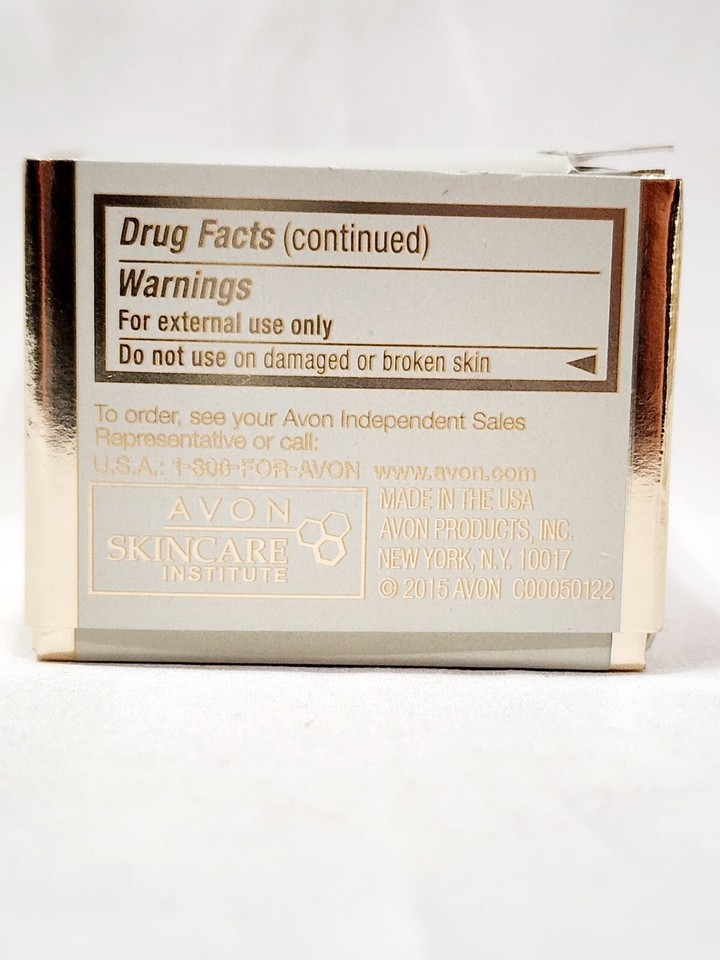 Drug Facts (continued)
Warnings
For external use only
Do not use on damaged or broken skin
To order, see your Avon Independent Sales
Representative or call:
U.S.A.: 1-800-FOR-AVON www.avon.com
AVON
SKINCARE
INSTITUTE
MADE IN THE USA
AVON PRODUCTS, INC.
NEW YORK, N.Y. 10017
© 2015 AVON C00050122